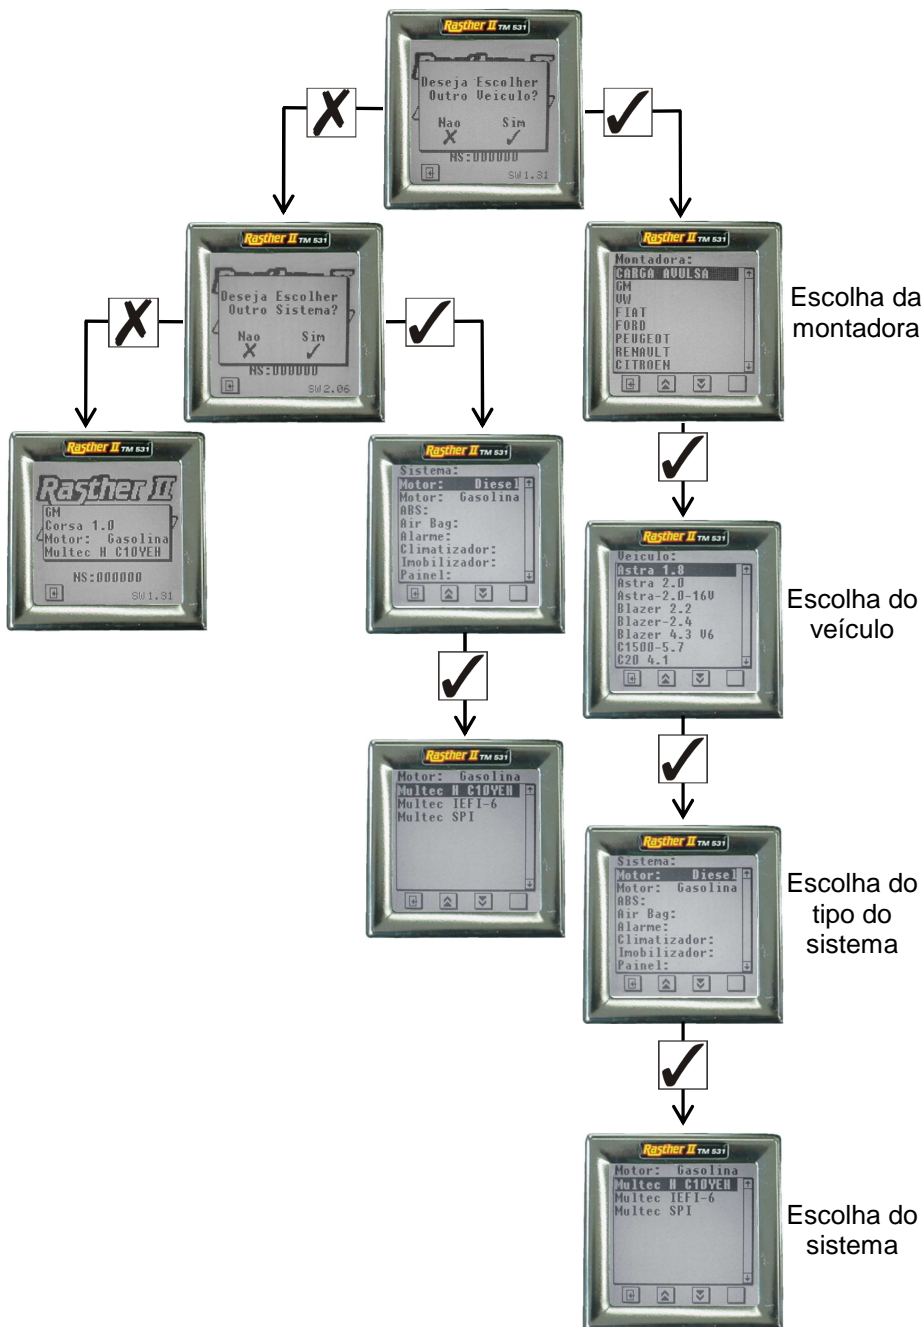 Rasther II TM 531
Deseja Escolher
Outro Veiculo?
Nao Sim
NS:000000
SW1.31
Rasther II TM 531
Deseja Escolher
Outro Sistema?
Nao Sim
NS:000000
SW2.06
Rasther II TM 531
Montadora:
CARGA AVULSA
GM
VW
FIAT
FORD
PEUGEOT
RENAULT
CITROEN
Escolha da
montadora
Rasther II TM 531
Rasther II
GM
Corsa 1.0
Motor: Gasolina
Multec H C10YEH
NS:000000
SW1.31
Rasther II TM 531
Sistema:
Motor: Diesel
Motor: Gasolina
ABS:
Air Bag:
Alarme:
Climatizador:
Imobilizador:
Painel:
Rasther II TM 531
Veiculo:
Astra 1.8
Astra 2.0
Astra-2.0-16V
Blazer 2.2
Blazer-2.4
Blazer 4.3 V6
C1500-5.7
C20 4.1
Escolha do
veículo
Rasther II TM 531
Motor: Gasolina
Multec H C10YEH
Multec IEFI-6
Multec SPI
Rasther II TM 531
Sistema:
Motor: Diesel
Motor: Gasolina
ABS:
Air Bag:
Alarme:
Climatizador:
Imobilizador:
Painel:
Escolha do
tipo do
sistema
Rasther II TM 531
Motor: Gasolina
Multec H C10YEH
Multec IEFI-6
Multec SPI
Escolha do
sistema